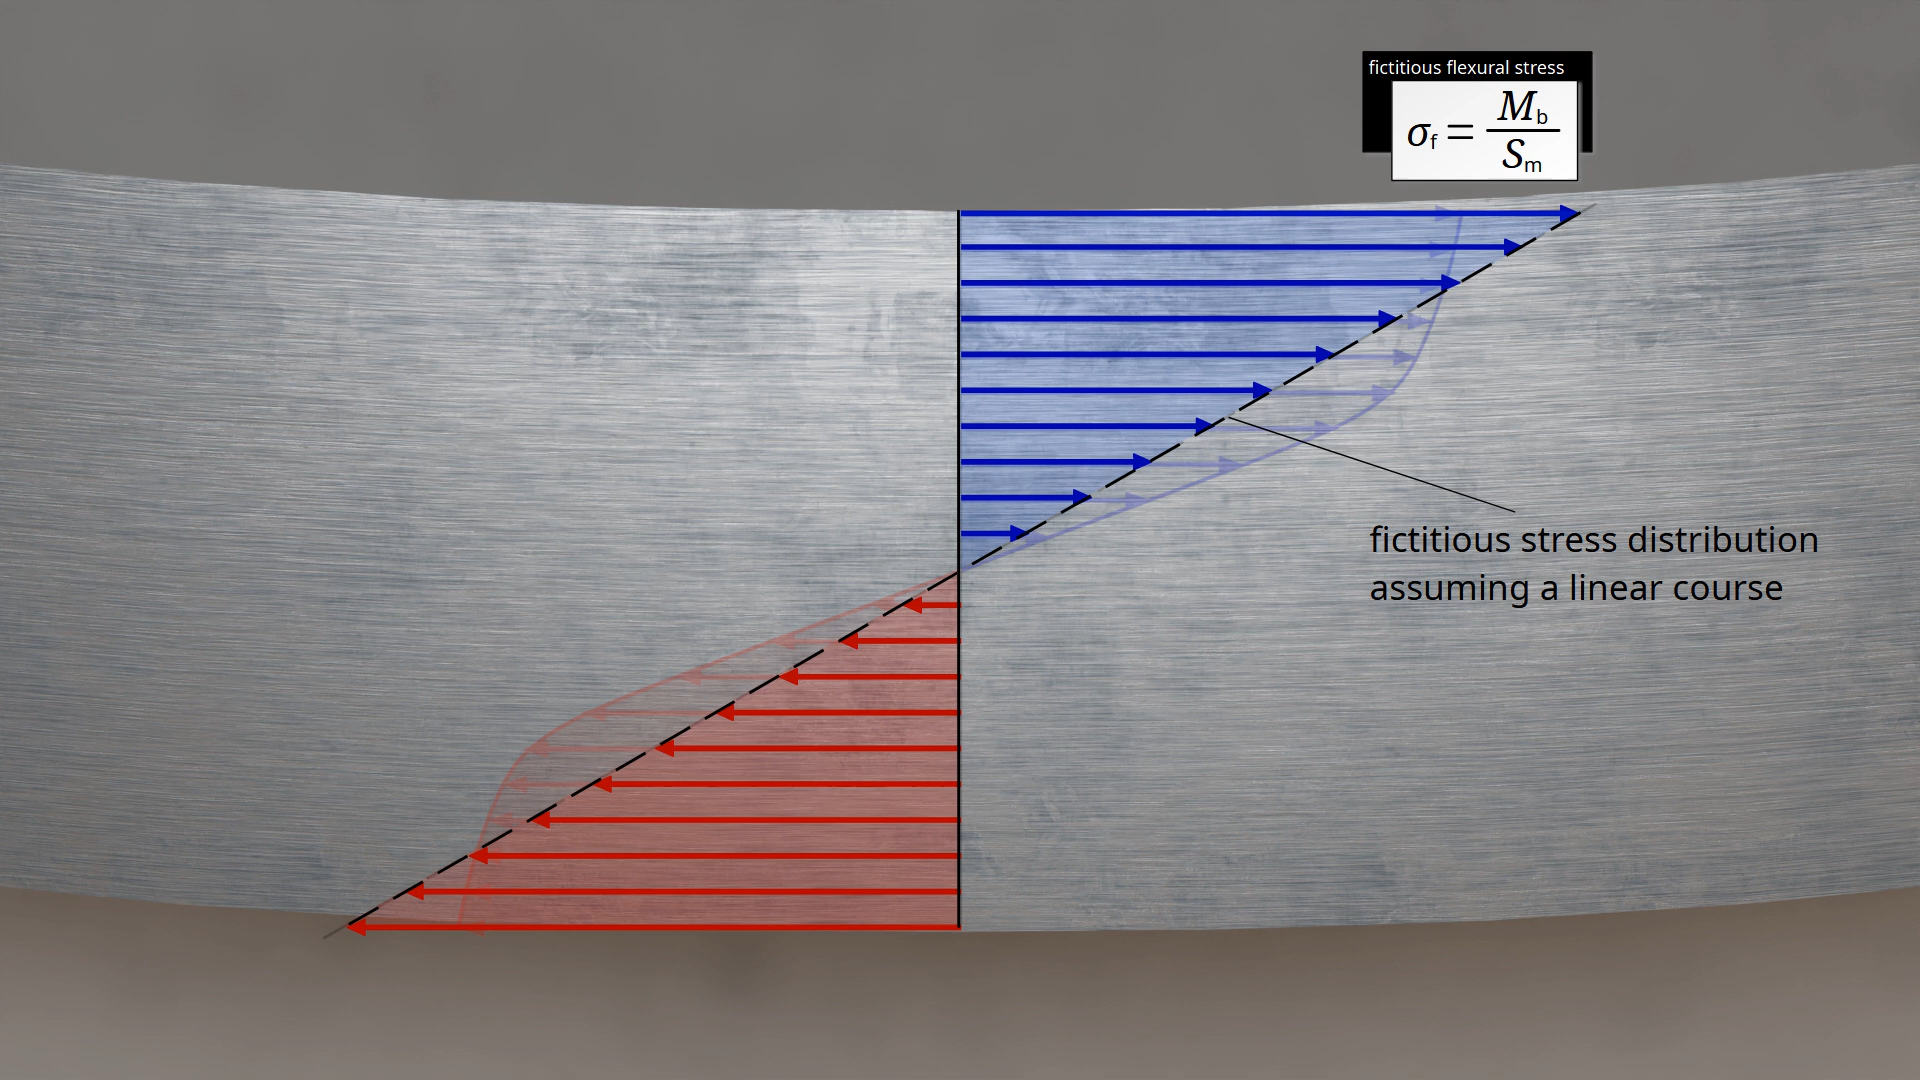 fictitious flexural stress
σf = Mb / Sm
fictitious stress distribution
assuming a linear course